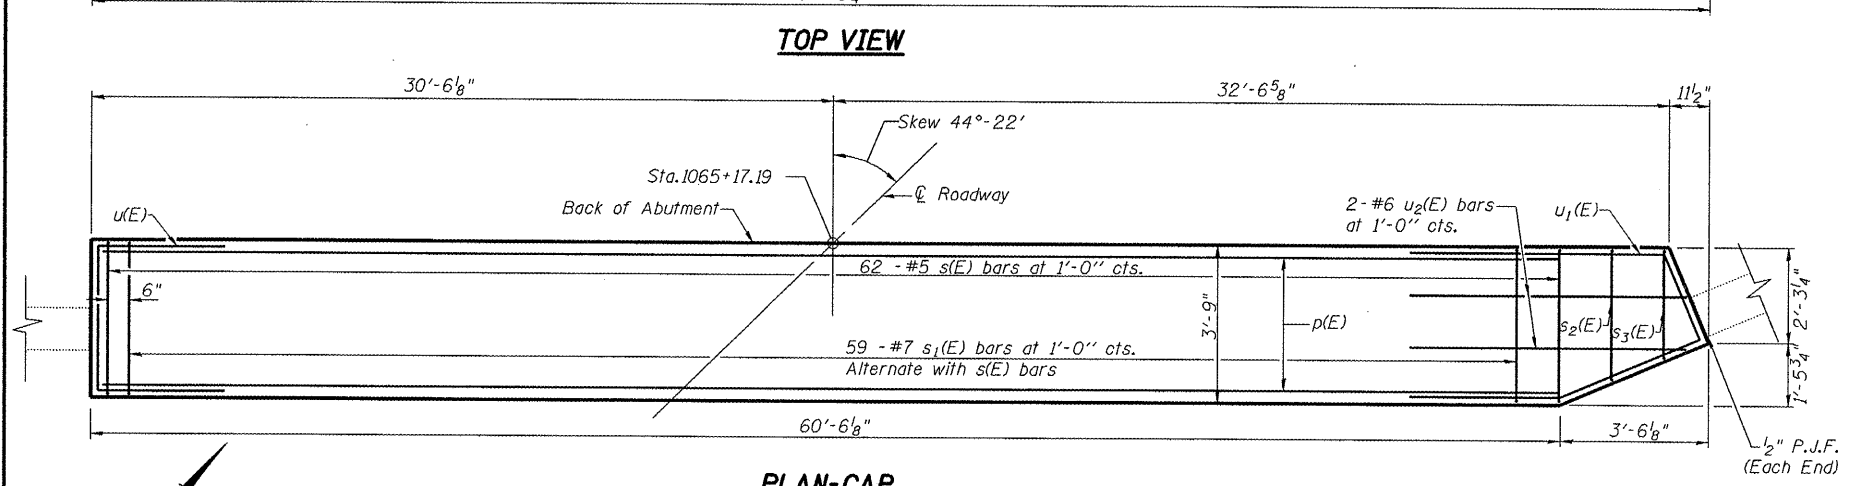 TOP VIEW
30'-6⅛"
32'-6⅝"
11½"
Skew 44°-22'
Sta.1065+17.19
℄ Roadway
u(E)
Back of Abutment
2-#6 u₂(E) bars
at 1'-0" cts.
u₁(E)
62 -#5 s(E) bars at 1'-0" cts.
6"
3'-9"
p(E)
s₂(E)
s₃(E)
2'-3¼"
59 -#7 s₁(E) bars at 1'-0" cts.
Alternate with s(E) bars
1'-5¾"
60'-6⅛"
3'-6⅛"
½" P.J.F.
(Each End)
PLAN-CAP